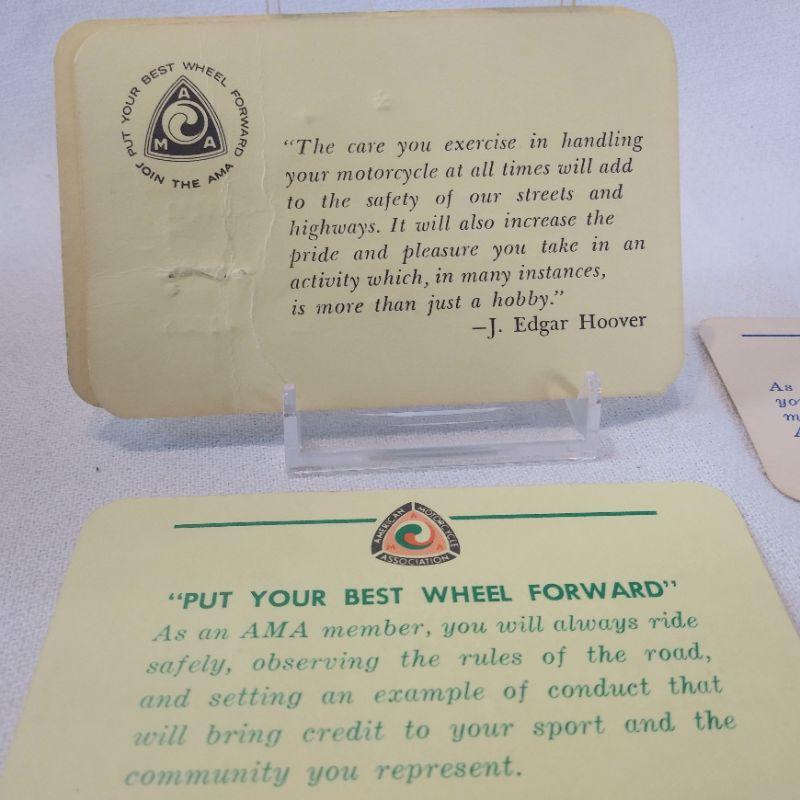 PUT YOUR BEST WHEEL FORWARD
A
M A
JOIN THE AMA
"The care you exercise in handling
your motorcycle at all times will add
to the safety of our streets and
highways. It will also increase the
pride and pleasure you take in an
activity which, in many instances,
is more than just a hobby."
—J. Edgar Hoover
As
AMERICAN MOTORCYCLE
A
M A
ASSOCIATION
"PUT YOUR BEST WHEEL FORWARD"
As an AMA member, you will always ride
safely, observing the rules of the road,
and setting an example of conduct that
will bring credit to your sport and the
community you represent.